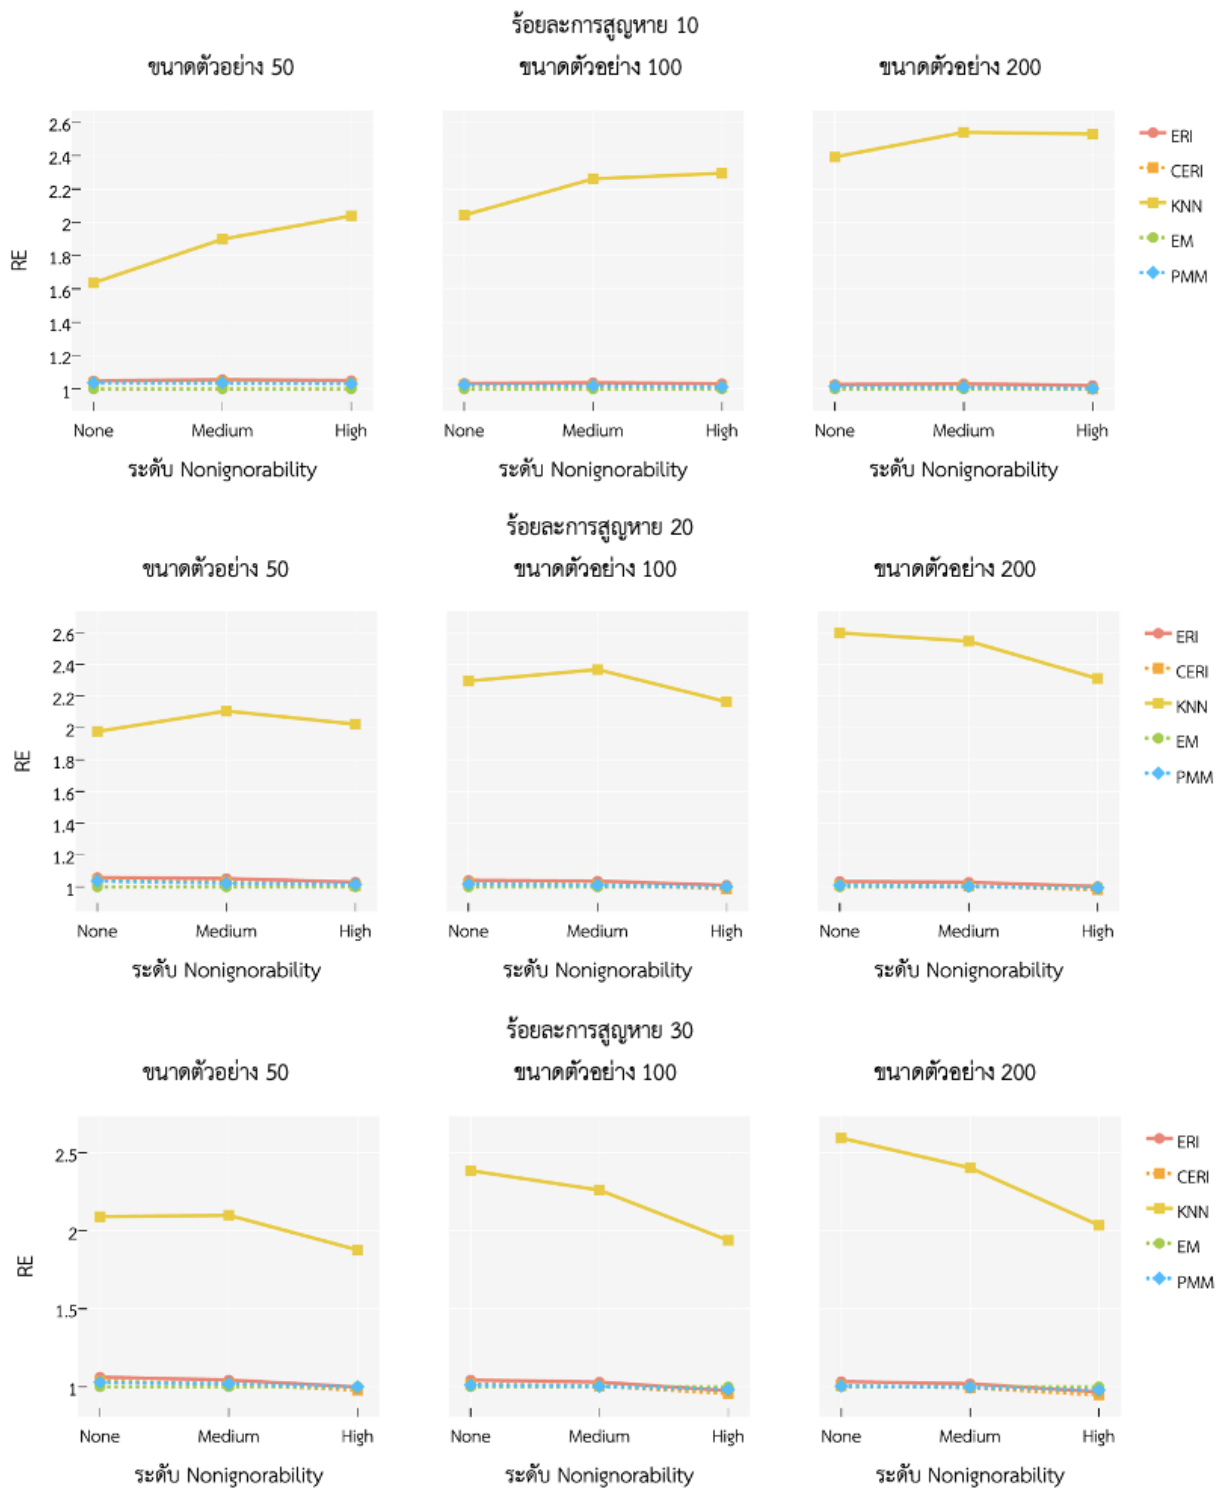 ร้อยละการสูญหาย 10
ขนาดตัวอย่าง 50 ขนาดตัวอย่าง 100 ขนาดตัวอย่าง 200
2.6
2.4
2.2
2
1.8
1.6
1.4
1.2
1
RE
None Medium High None Medium High None Medium High
ระดับ Nonignorability ระดับ Nonignorability ระดับ Nonignorability
ERI
CERI
KNN
EM
PMM
ร้อยละการสูญหาย 20
ขนาดตัวอย่าง 50 ขนาดตัวอย่าง 100 ขนาดตัวอย่าง 200
2.6
2.4
2.2
2
1.8
1.6
1.4
1.2
1
RE
None Medium High None Medium High None Medium High
ระดับ Nonignorability ระดับ Nonignorability ระดับ Nonignorability
ERI
CERI
KNN
EM
PMM
ร้อยละการสูญหาย 30
ขนาดตัวอย่าง 50 ขนาดตัวอย่าง 100 ขนาดตัวอย่าง 200
2.5
2
1.5
1
RE
None Medium High None Medium High None Medium High
ระดับ Nonignorability ระดับ Nonignorability ระดับ Nonignorability
ERI
CERI
KNN
EM
PMM